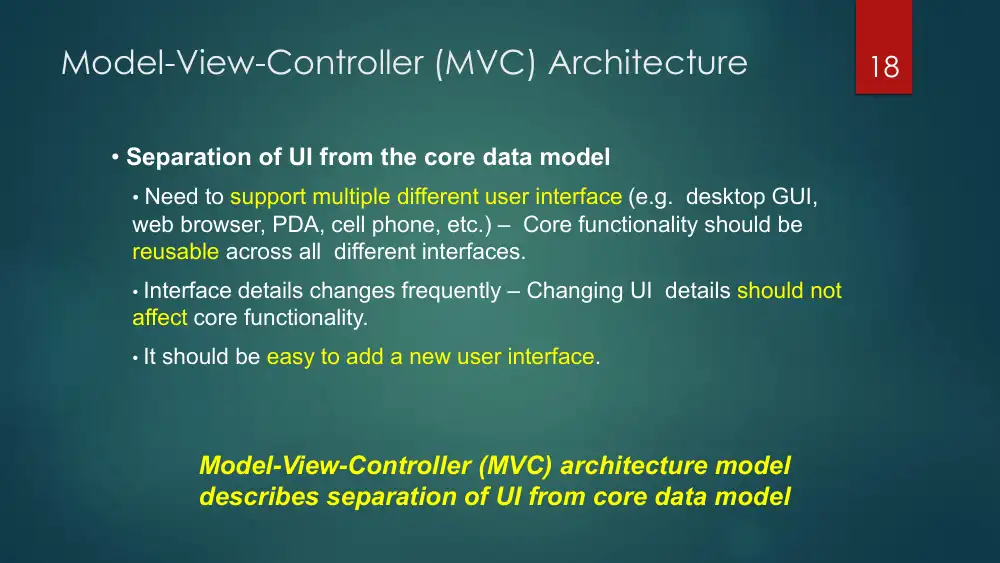 Model-View-Controller (MVC) Architecture
18
• Separation of UI from the core data model
• Need to support multiple different user interface (e.g.  desktop GUI,
web browser, PDA, cell phone, etc.) –  Core functionality should be
reusable across all  different interfaces.
• Interface details changes frequently – Changing UI  details should not
affect core functionality.
• It should be easy to add a new user interface.
Model-View-Controller (MVC) architecture model
describes separation of UI from core data model